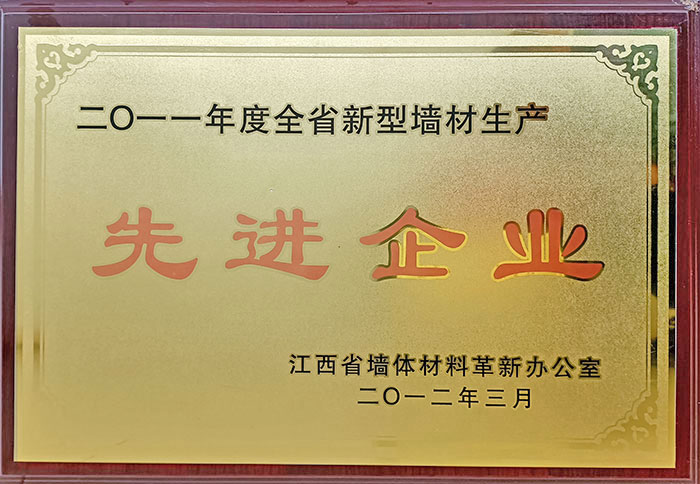 二〇一一年度全省新型墙材生产
先进企业
江西省墙体材料革新办公室
二〇一二年三月